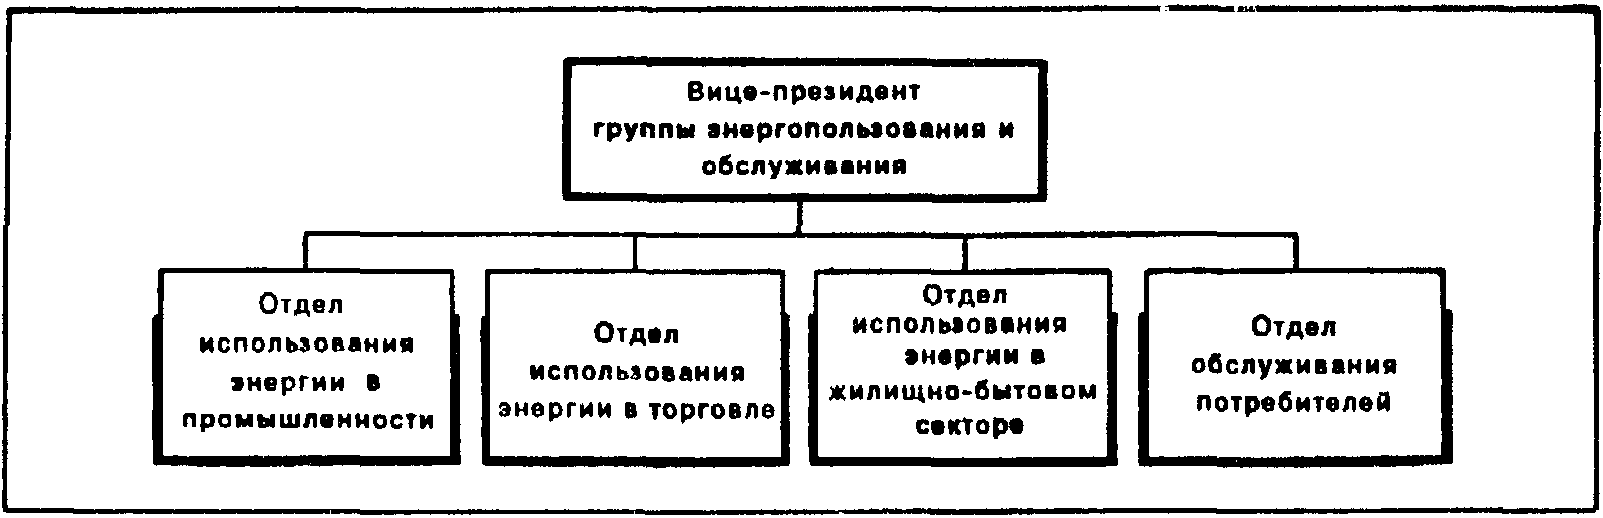 Вице-президент
группы энергопользования и
обслуживания
Отдел
использования
энергии в
промышленности
Отдел
использования
энергии в торговле
Отдел
использования
энергии в
жилищно-бытовом
секторе
Отдел
обслуживания
потребителей